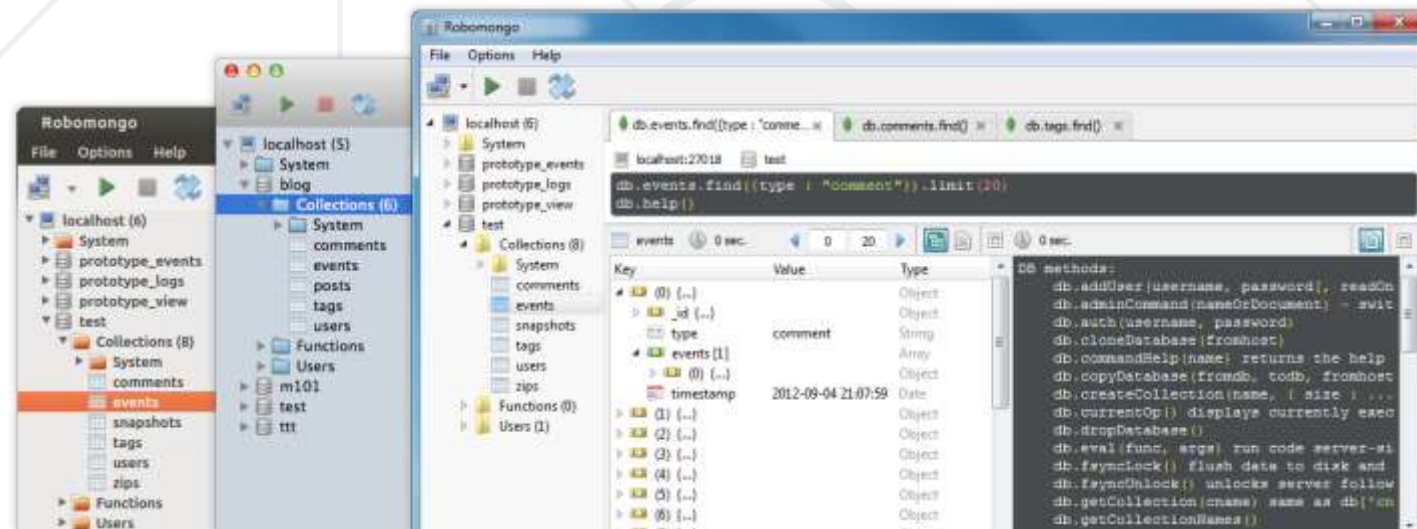 Robomongo
File Options Help
localhost (6)
System
prototype_events
prototype_logs
prototype_view
test
Collections (8)
System
comments
events
snapshots
tags
users
zips
Functions
Users
localhost (5)
System
blog
Collections (6)
System
comments
events
posts
tags
users
Functions
Users
m101
test
ttt
Robomongo
File Options Help
localhost (6)
System
prototype_events
prototype_logs
prototype_view
test
Collections (8)
System
comments
events
snapshots
tags
users
zips
Functions (0)
Users (1)
db.events.find({type : "comme... db.comments.find() db.tags.find()
localhost:27018 test
db.events.find({type : "comment"}).limit(20)
db.help()
events 0 sec. 0 20
Key Value Type
(0) {...} Object
_id {...} Object
type comment String
events [1] Array
(0) {...} Object
timestamp 2012-09-04 21:07:59 Date
(1) {...} Object
(2) {...} Object
(3) {...} Object
(4) {...} Object
(5) {...} Object
(6) {...} Object
0 sec.
DB methods:
db.addUser(username, password[, readOn
db.adminCommand(nameOrDocument) - swit
db.auth(username, password)
db.cloneDatabase(fromhost)
db.commandHelp(name) returns the help
db.copyDatabase(fromdb, todb, fromhost
db.createCollection(name, { size : ...
db.currentOp() displays currently exec
db.dropDatabase()
db.eval(func, args) run code server-si
db.fsyncLock() flush data to disk and
db.fsyncUnlock() unlocks server follow
db.getCollection(cname) same as db['cn
db.getCollectionNames()